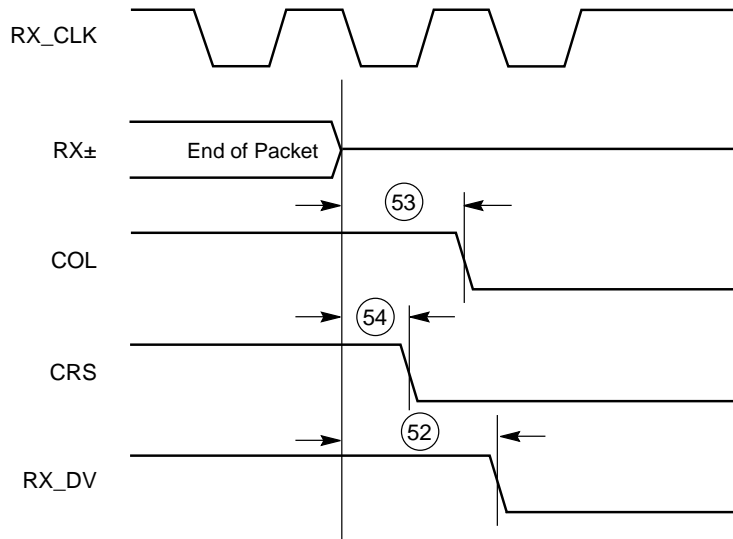 RX_CLK
RX±
End of Packet
53
COL
54
CRS
52
RX_DV